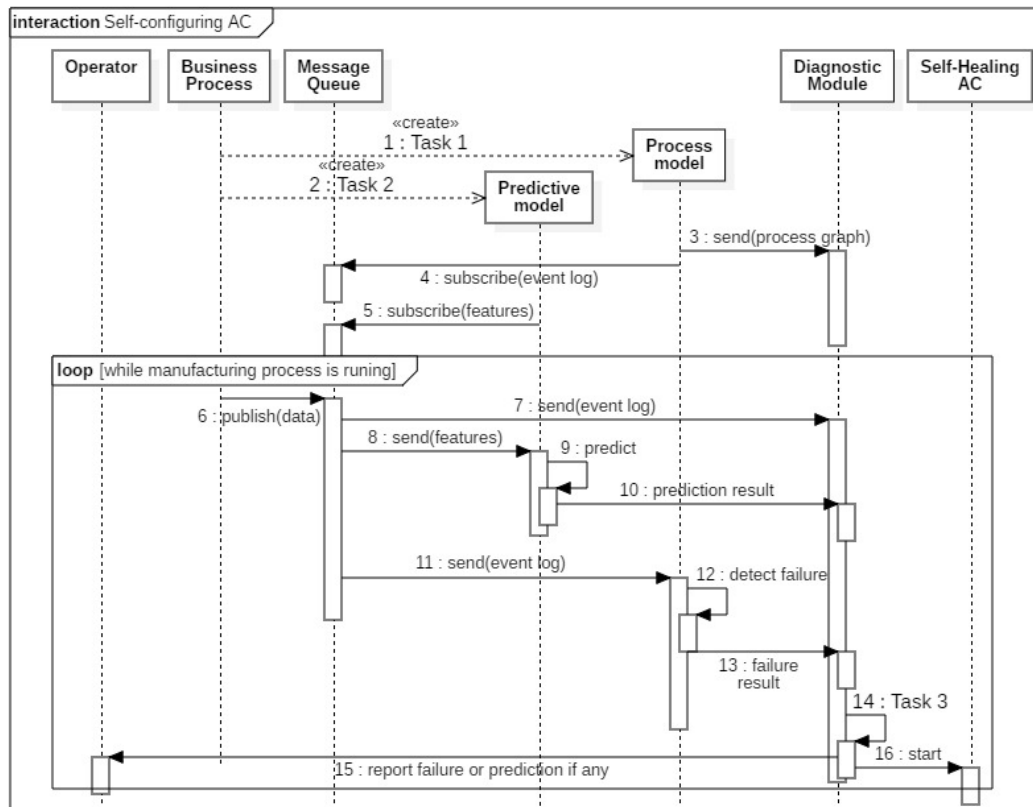 interaction Self-configuring AC
Operator
Business
Process
Message
Queue
Diagnostic
Module
Self-Healing
AC
«create»
1 : Task 1
Process
model
«create»
2 : Task 2
Predictive
model
3 : send(process graph)
4 : subscribe(event log)
5 : subscribe(features)
loop [while manufacturing process is runing]
6 : publish(data)
7 : send(event log)
8 : send(features)
9 : predict
10 : prediction result
11 : send(event log)
12 : detect failure
13 : failure
result
14 : Task 3
15 : report failure or prediction if any
16 : start